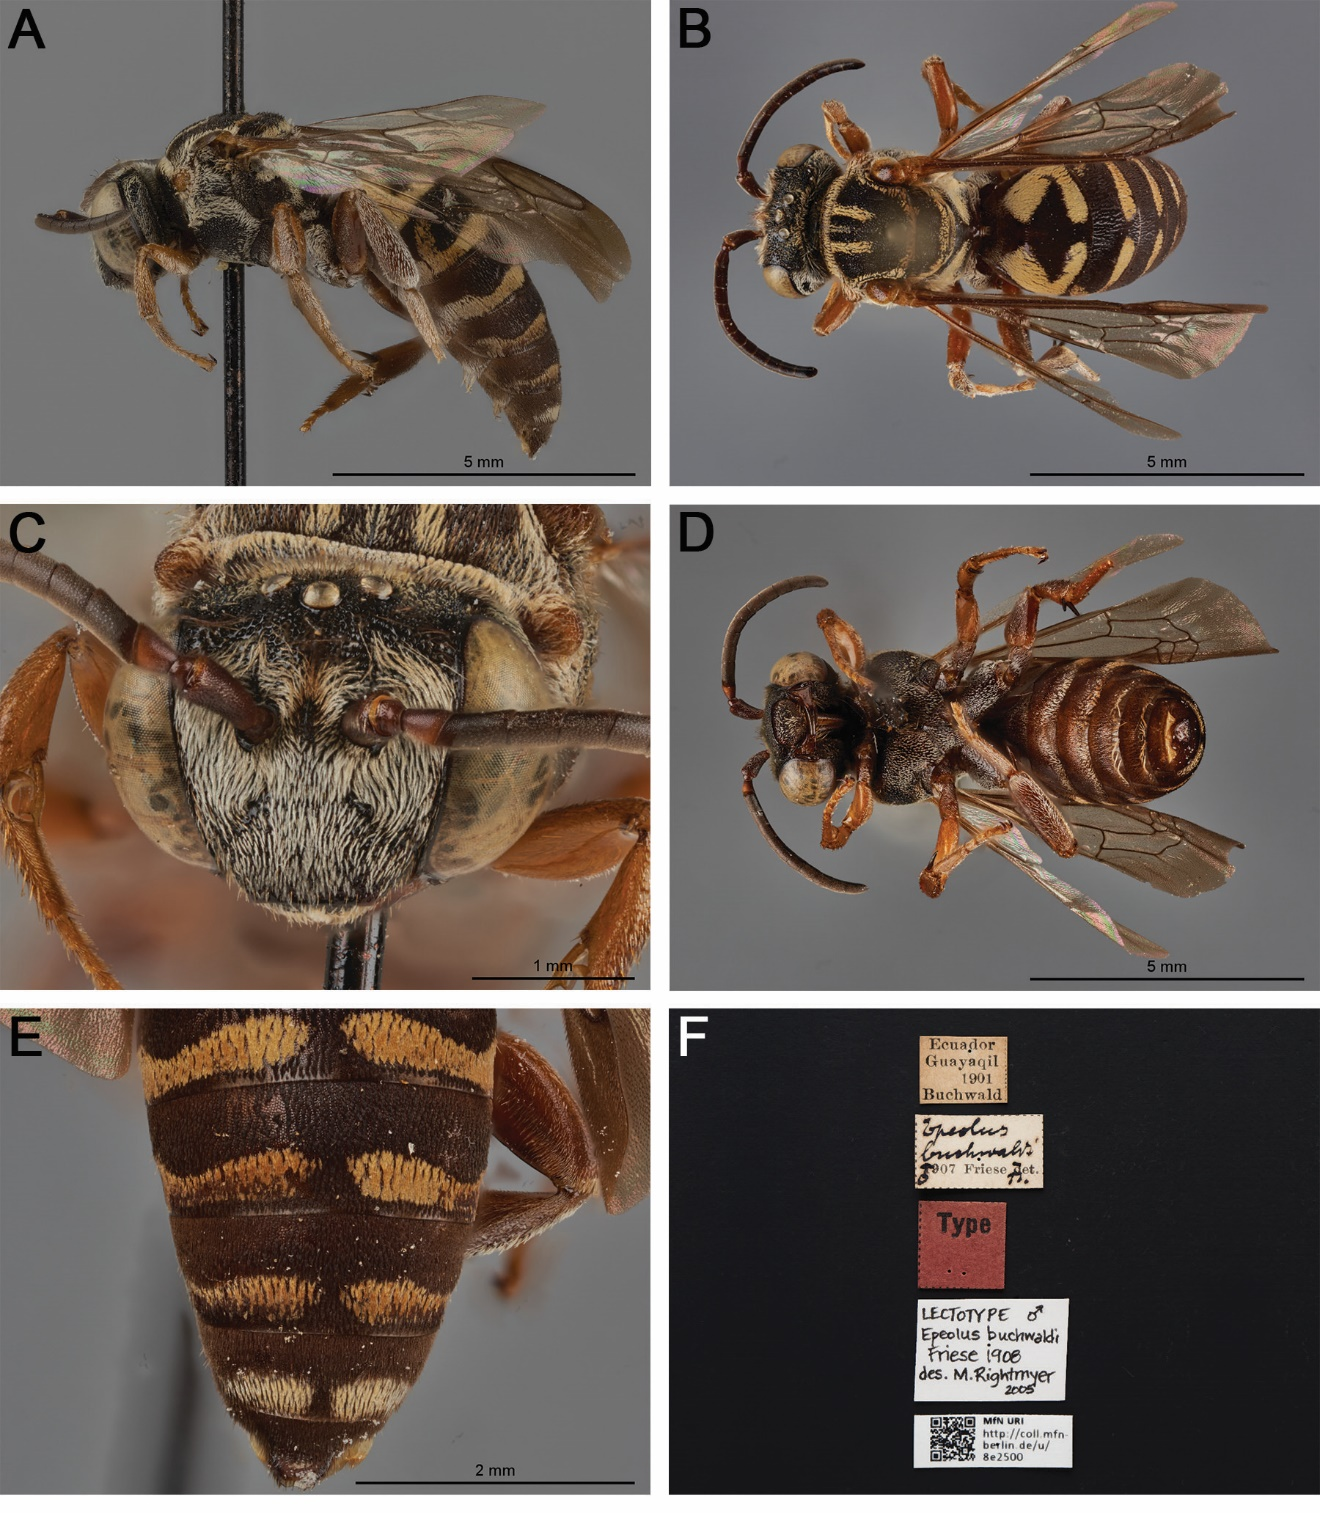 A
5 mm
B
5 mm
C
1 mm
D
5 mm
E
2 mm
F
Ecuador
Guayaqil
1901
Buchwald
Epeolus
buchwaldi
♂ 1907 Friese det.
Fr.
Type
LECTOTYPE ♂
Epeolus buchwaldi
Friese 1908
des. M. Rightmyer
2005
MfN URI
http://coll.mfn-
berlin.de/u/
8e2500